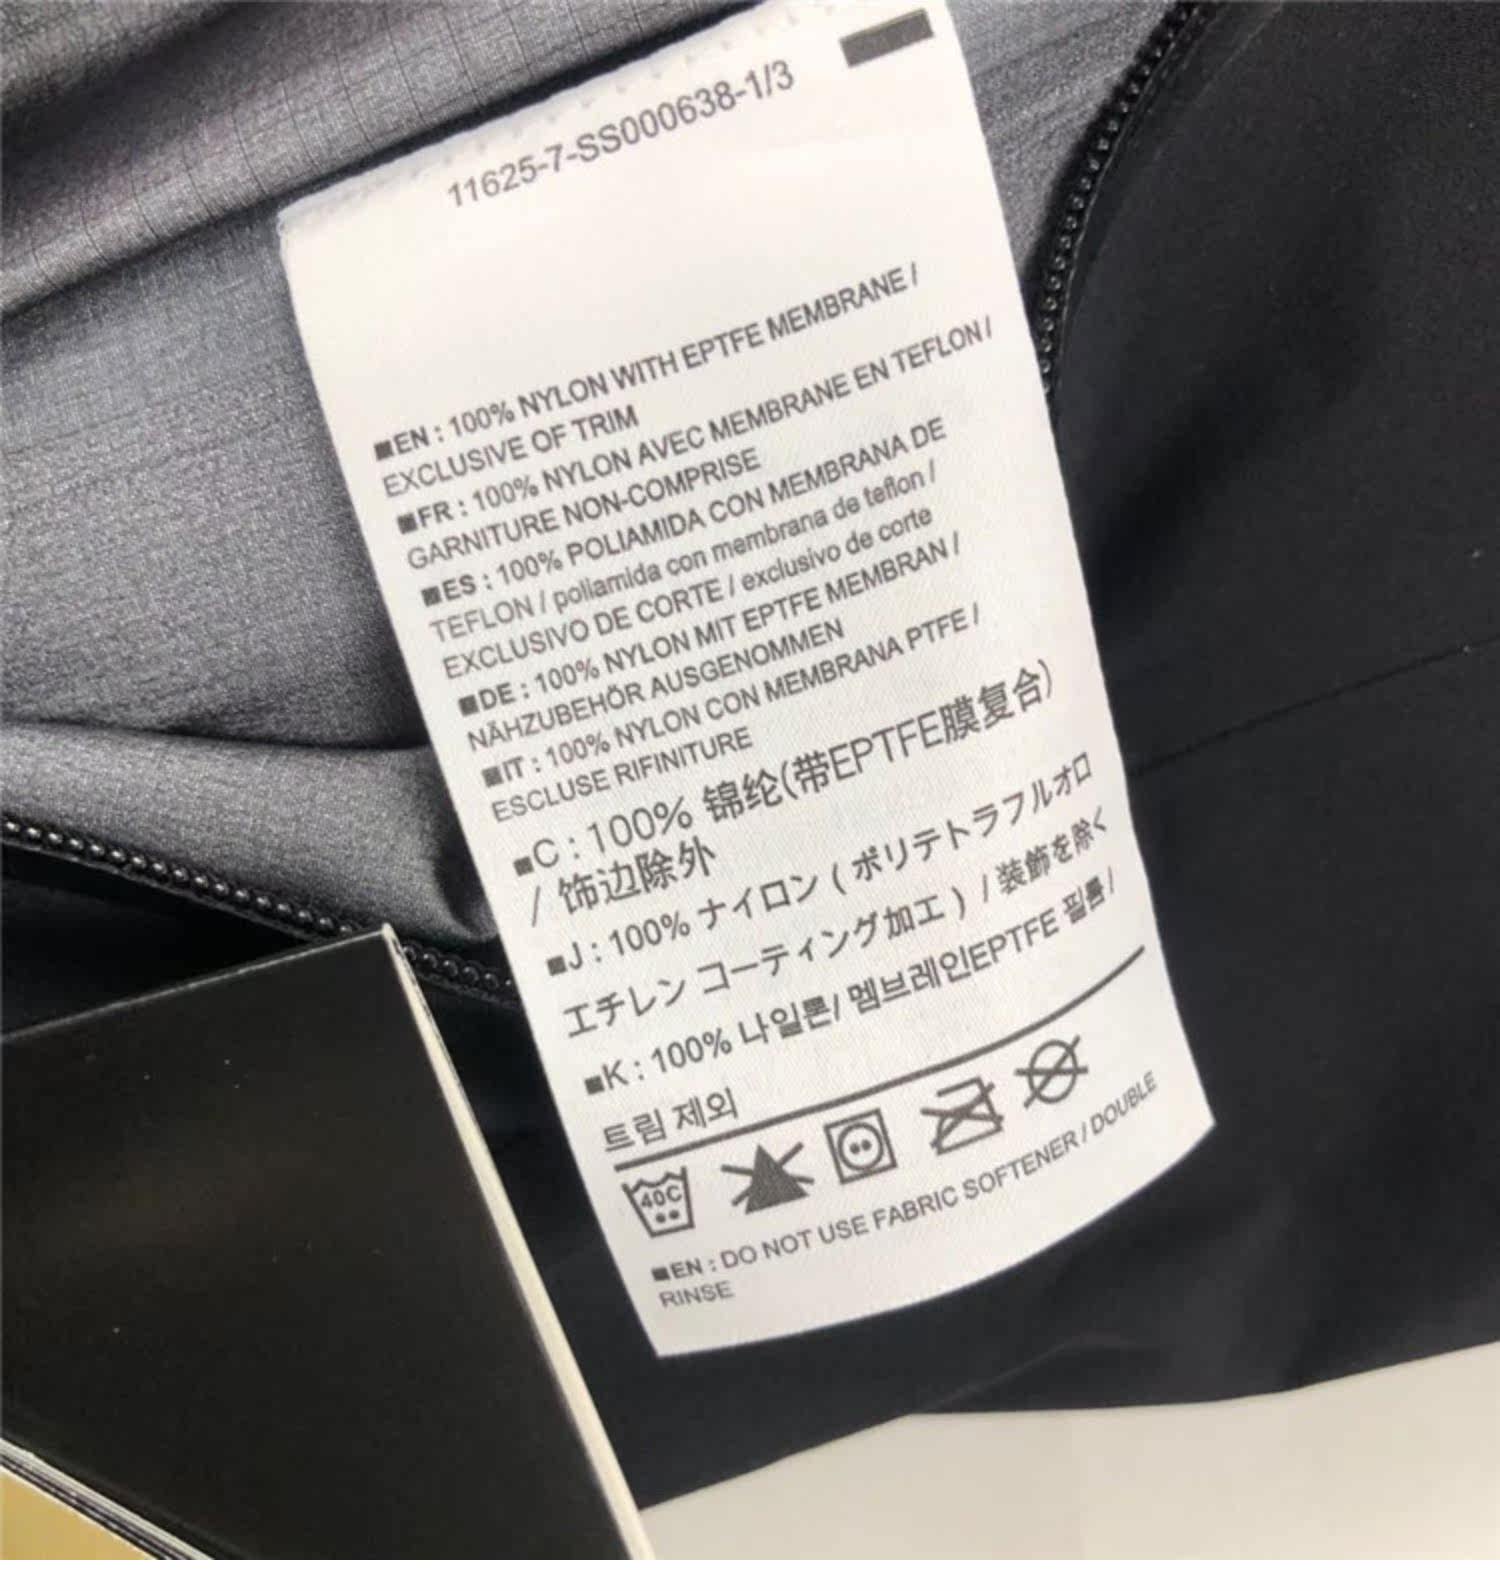 11625-7-SS000638-1/3
■EN : 100% NYLON WITH EPTFE MEMBRANE /
EXCLUSIVE OF TRIM
■FR : 100% NYLON AVEC MEMBRANE EN TEFLON /
GARNITURE NON-COMPRISE
■ES : 100% POLIAMIDA CON MEMBRANA DE
TEFLON / poliamida con membrana de teflon /
EXCLUSIVO DE CORTE / exclusivo de corte
■DE : 100% NYLON MIT EPTFE MEMBRAN /
NÄHZUBEHÖR AUSGENOMMEN
■IT : 100% NYLON CON MEMBRANA PTFE /
ESCLUSE RIFINITURE
■C : 100% 锦纶(带EPTFE膜复合)
/ 饰边除外
■J : 100% ナイロン ( ポリテトラフルオロ
エチレン コーティング加工 ) / 装飾を除く
■K : 100% 나일론/ 멤브레인EPTFE 필름/
트림 제외
40C
■EN : DO NOT USE FABRIC SOFTENER / DOUBLE
RINSE